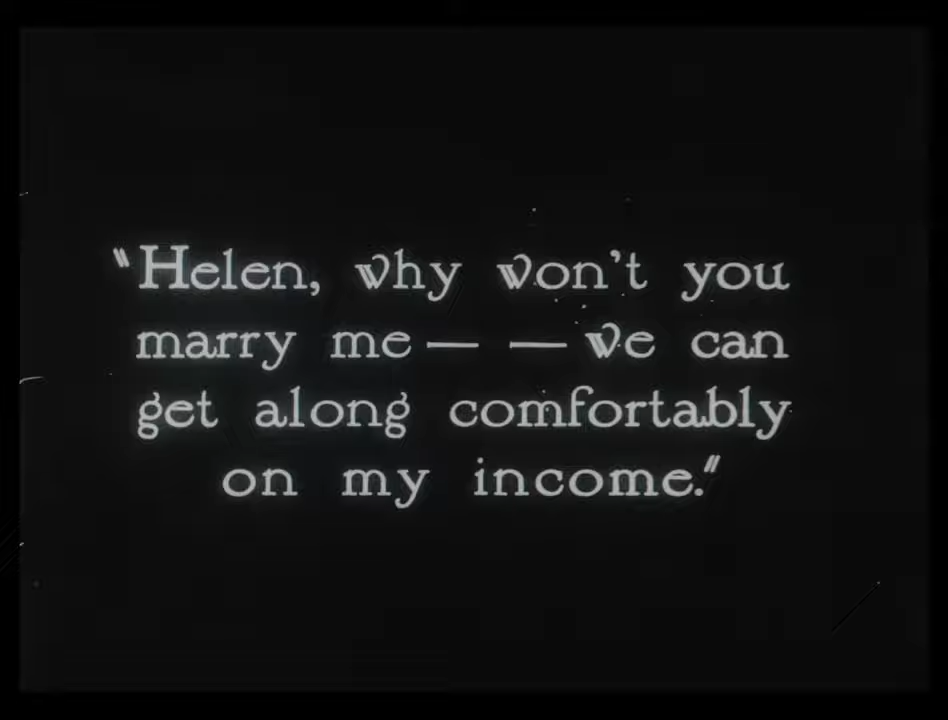 "Helen, why won't you
marry me — — we can
get along comfortably
on my income."